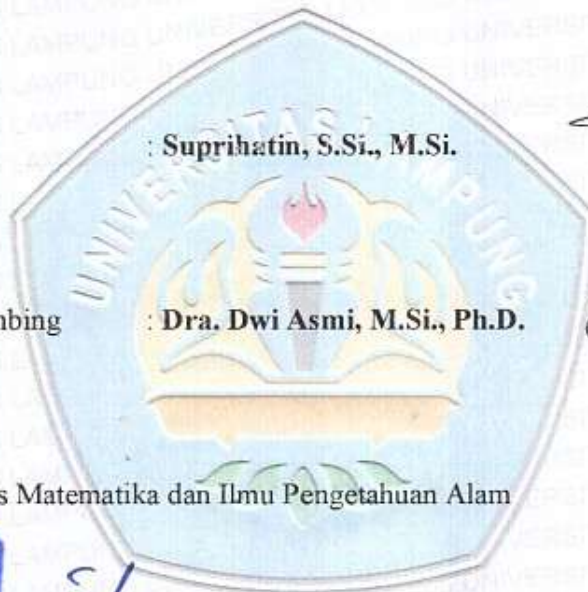 : Suprihatin, S.Si., M.Si.
UNIVERSITAS LAMPUNG
mbing : Dra. Dwi Asmi, M.Si., Ph.D.
s Matematika dan Ilmu Pengetahuan Alam